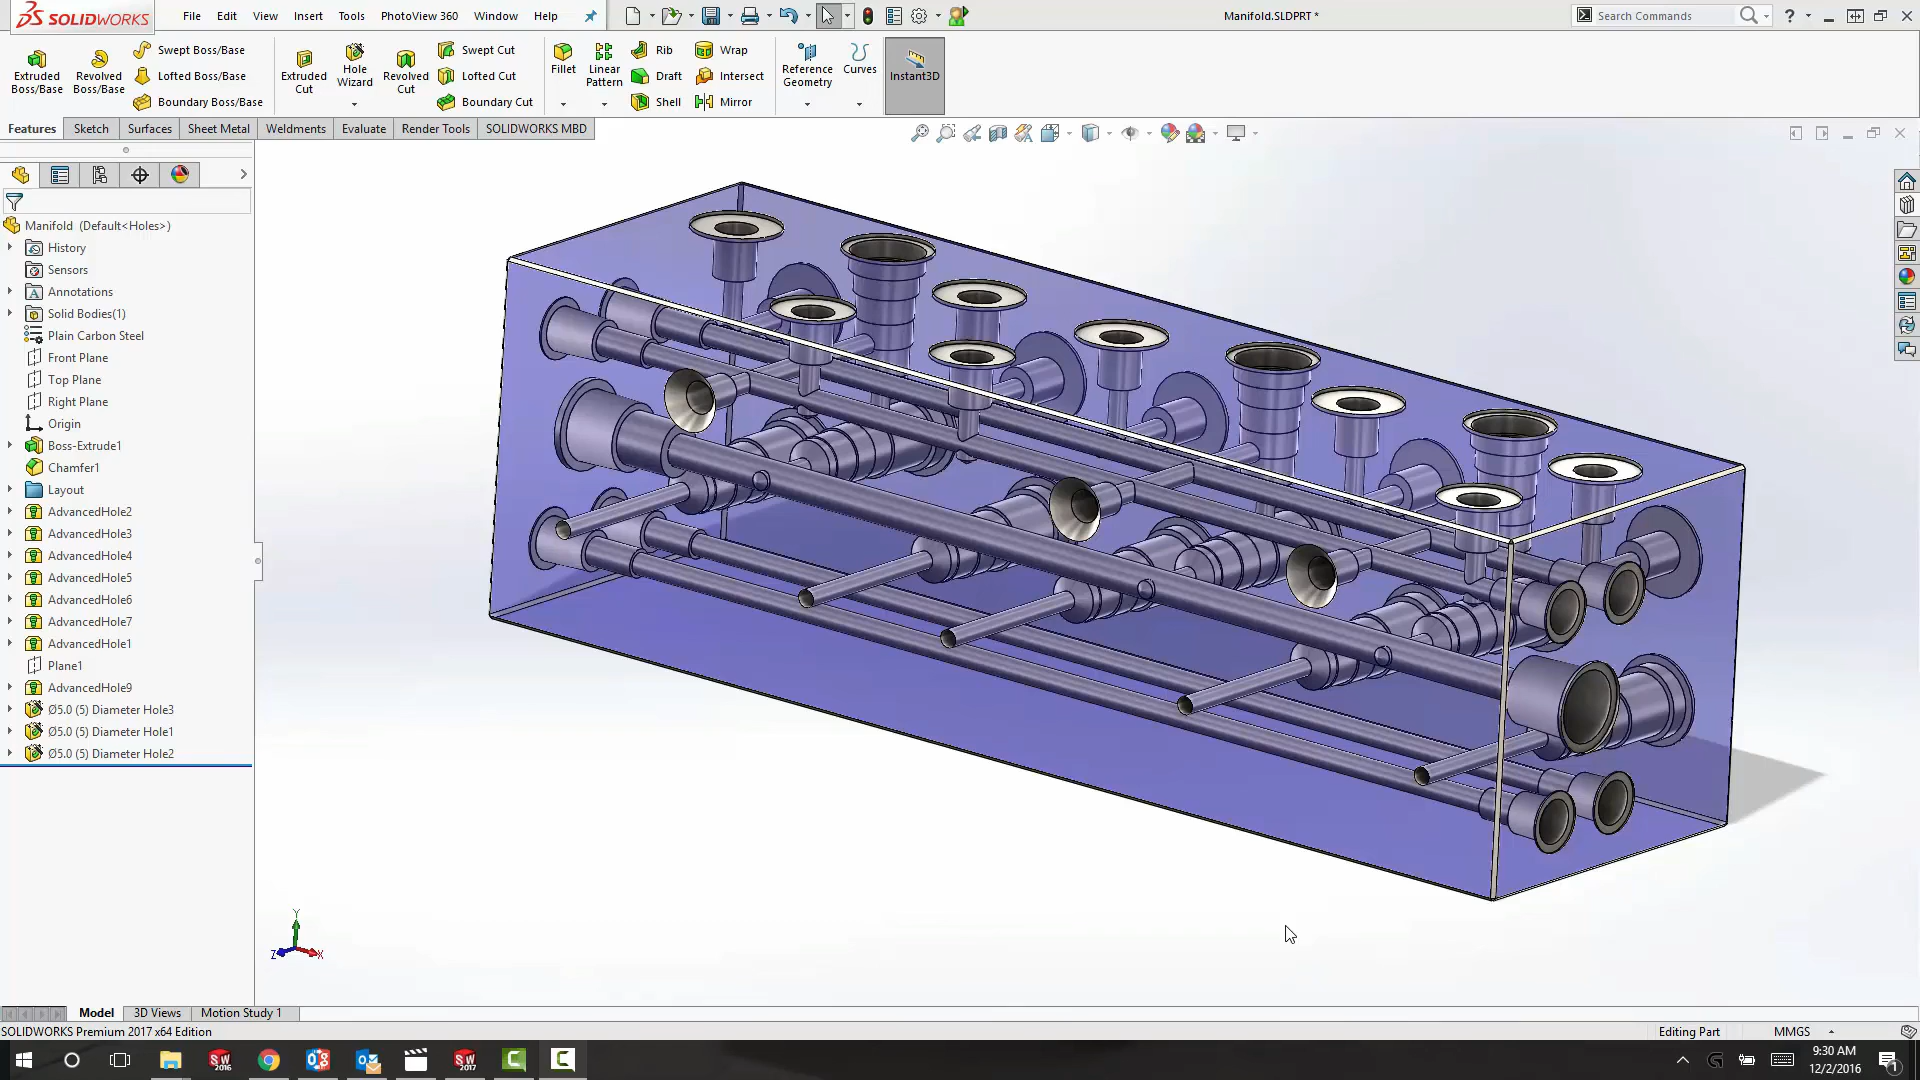 SOLIDWORKS File Edit View Insert Tools PhotoView 360 Window Help Manifold.SLDPRT * Search Commands
Extruded Boss/Base
Revolved Boss/Base
Swept Boss/Base
Lofted Boss/Base
Boundary Boss/Base
Extruded Cut
Hole Wizard
Revolved Cut
Swept Cut
Lofted Cut
Boundary Cut
Fillet
Linear Pattern
Rib
Draft
Shell
Wrap
Intersect
Mirror
Reference Geometry
Curves
Instant3D
Features Sketch Surfaces Sheet Metal Weldments Evaluate Render Tools SOLIDWORKS MBD
Manifold (Default<Holes>)
History
Sensors
Annotations
Solid Bodies(1)
Plain Carbon Steel
Front Plane
Top Plane
Right Plane
Origin
Boss-Extrude1
Chamfer1
Layout
AdvancedHole2
AdvancedHole3
AdvancedHole4
AdvancedHole5
AdvancedHole6
AdvancedHole7
AdvancedHole1
Plane1
AdvancedHole9
Ø5.0 (5) Diameter Hole3
Ø5.0 (5) Diameter Hole1
Ø5.0 (5) Diameter Hole2
Y
Z X
Model 3D Views Motion Study 1
SOLIDWORKS Premium 2017 x64 Edition Editing Part MMGS
SW 2016
SW 2017
9:30 AM
12/2/2016
1